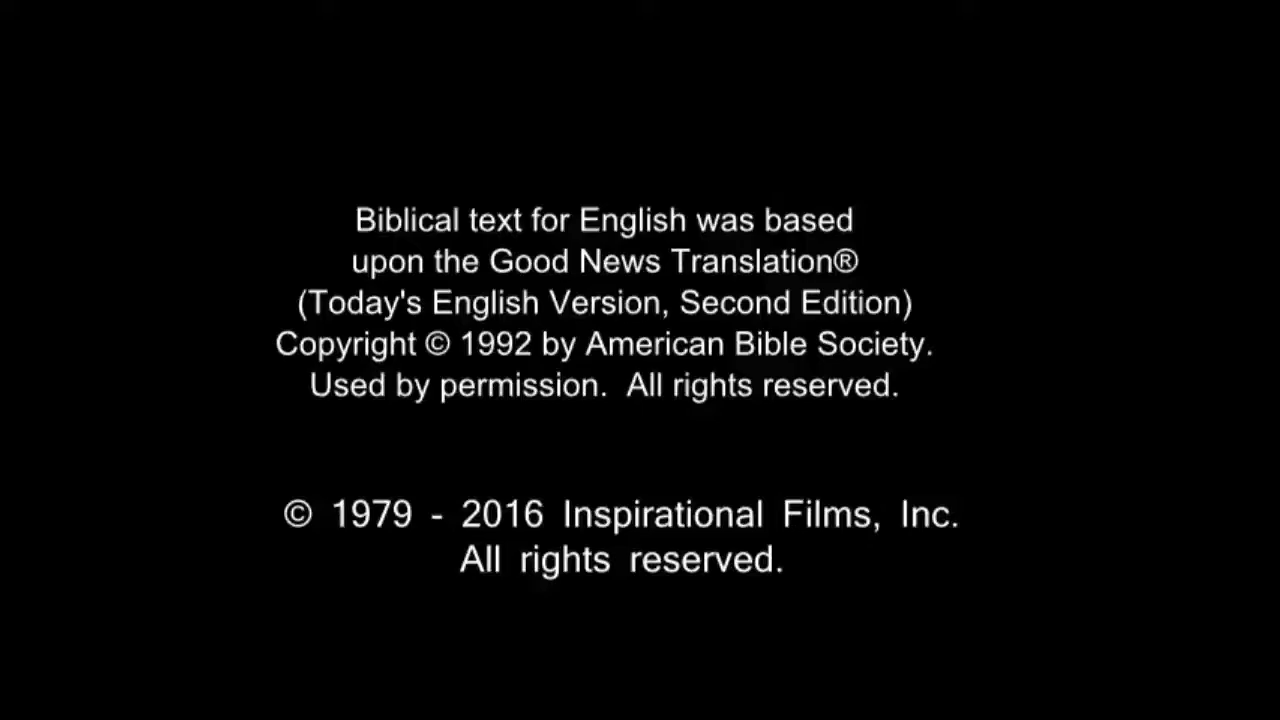 Biblical text for English was based
upon the Good News Translation®
(Today's English Version, Second Edition)
Copyright © 1992 by American Bible Society.
Used by permission.  All rights reserved.
© 1979 - 2016 Inspirational Films, Inc.
All rights reserved.